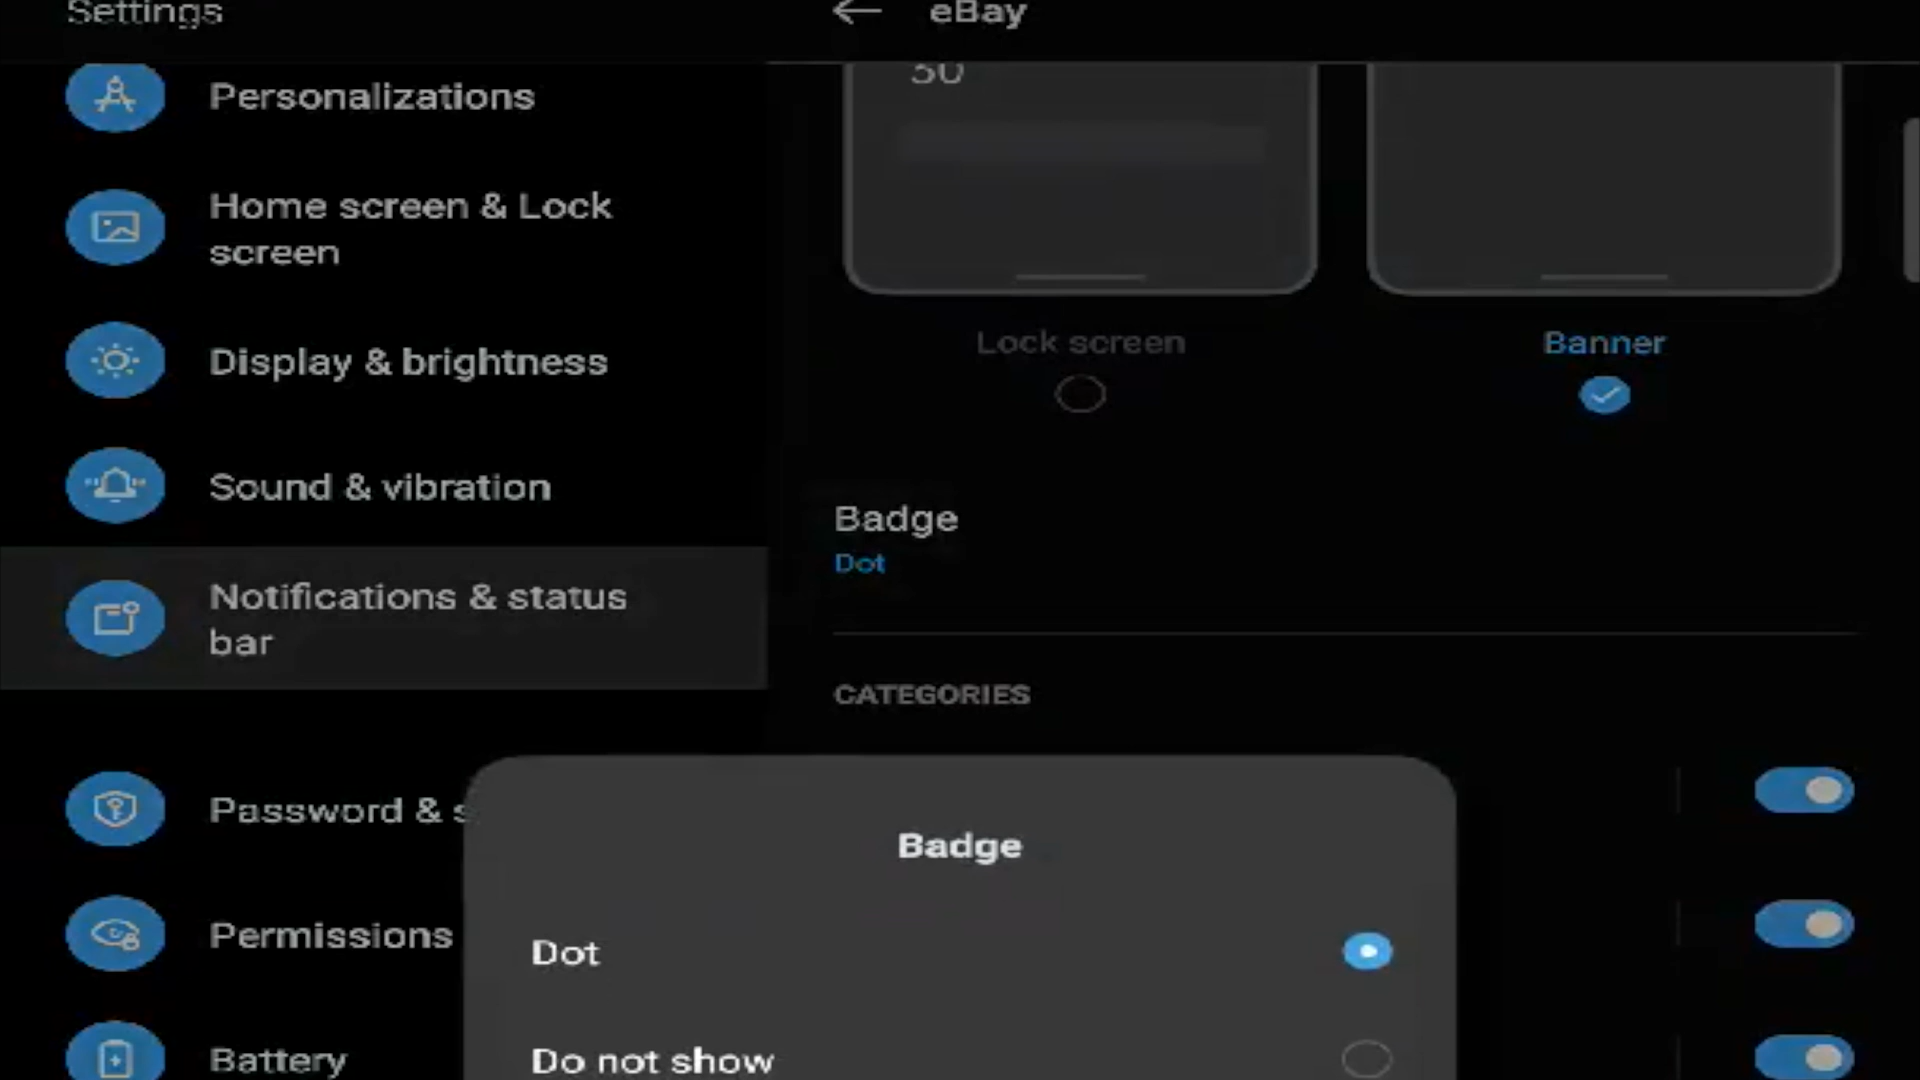 Settings
Personalizations
Home screen & Lock
screen
Display & brightness
Sound & vibration
Notifications & status
bar
Password & s
Permissions
Battery
eBay
30
Lock screen
Banner
Badge
Dot
CATEGORIES
Badge
Dot
Do not show